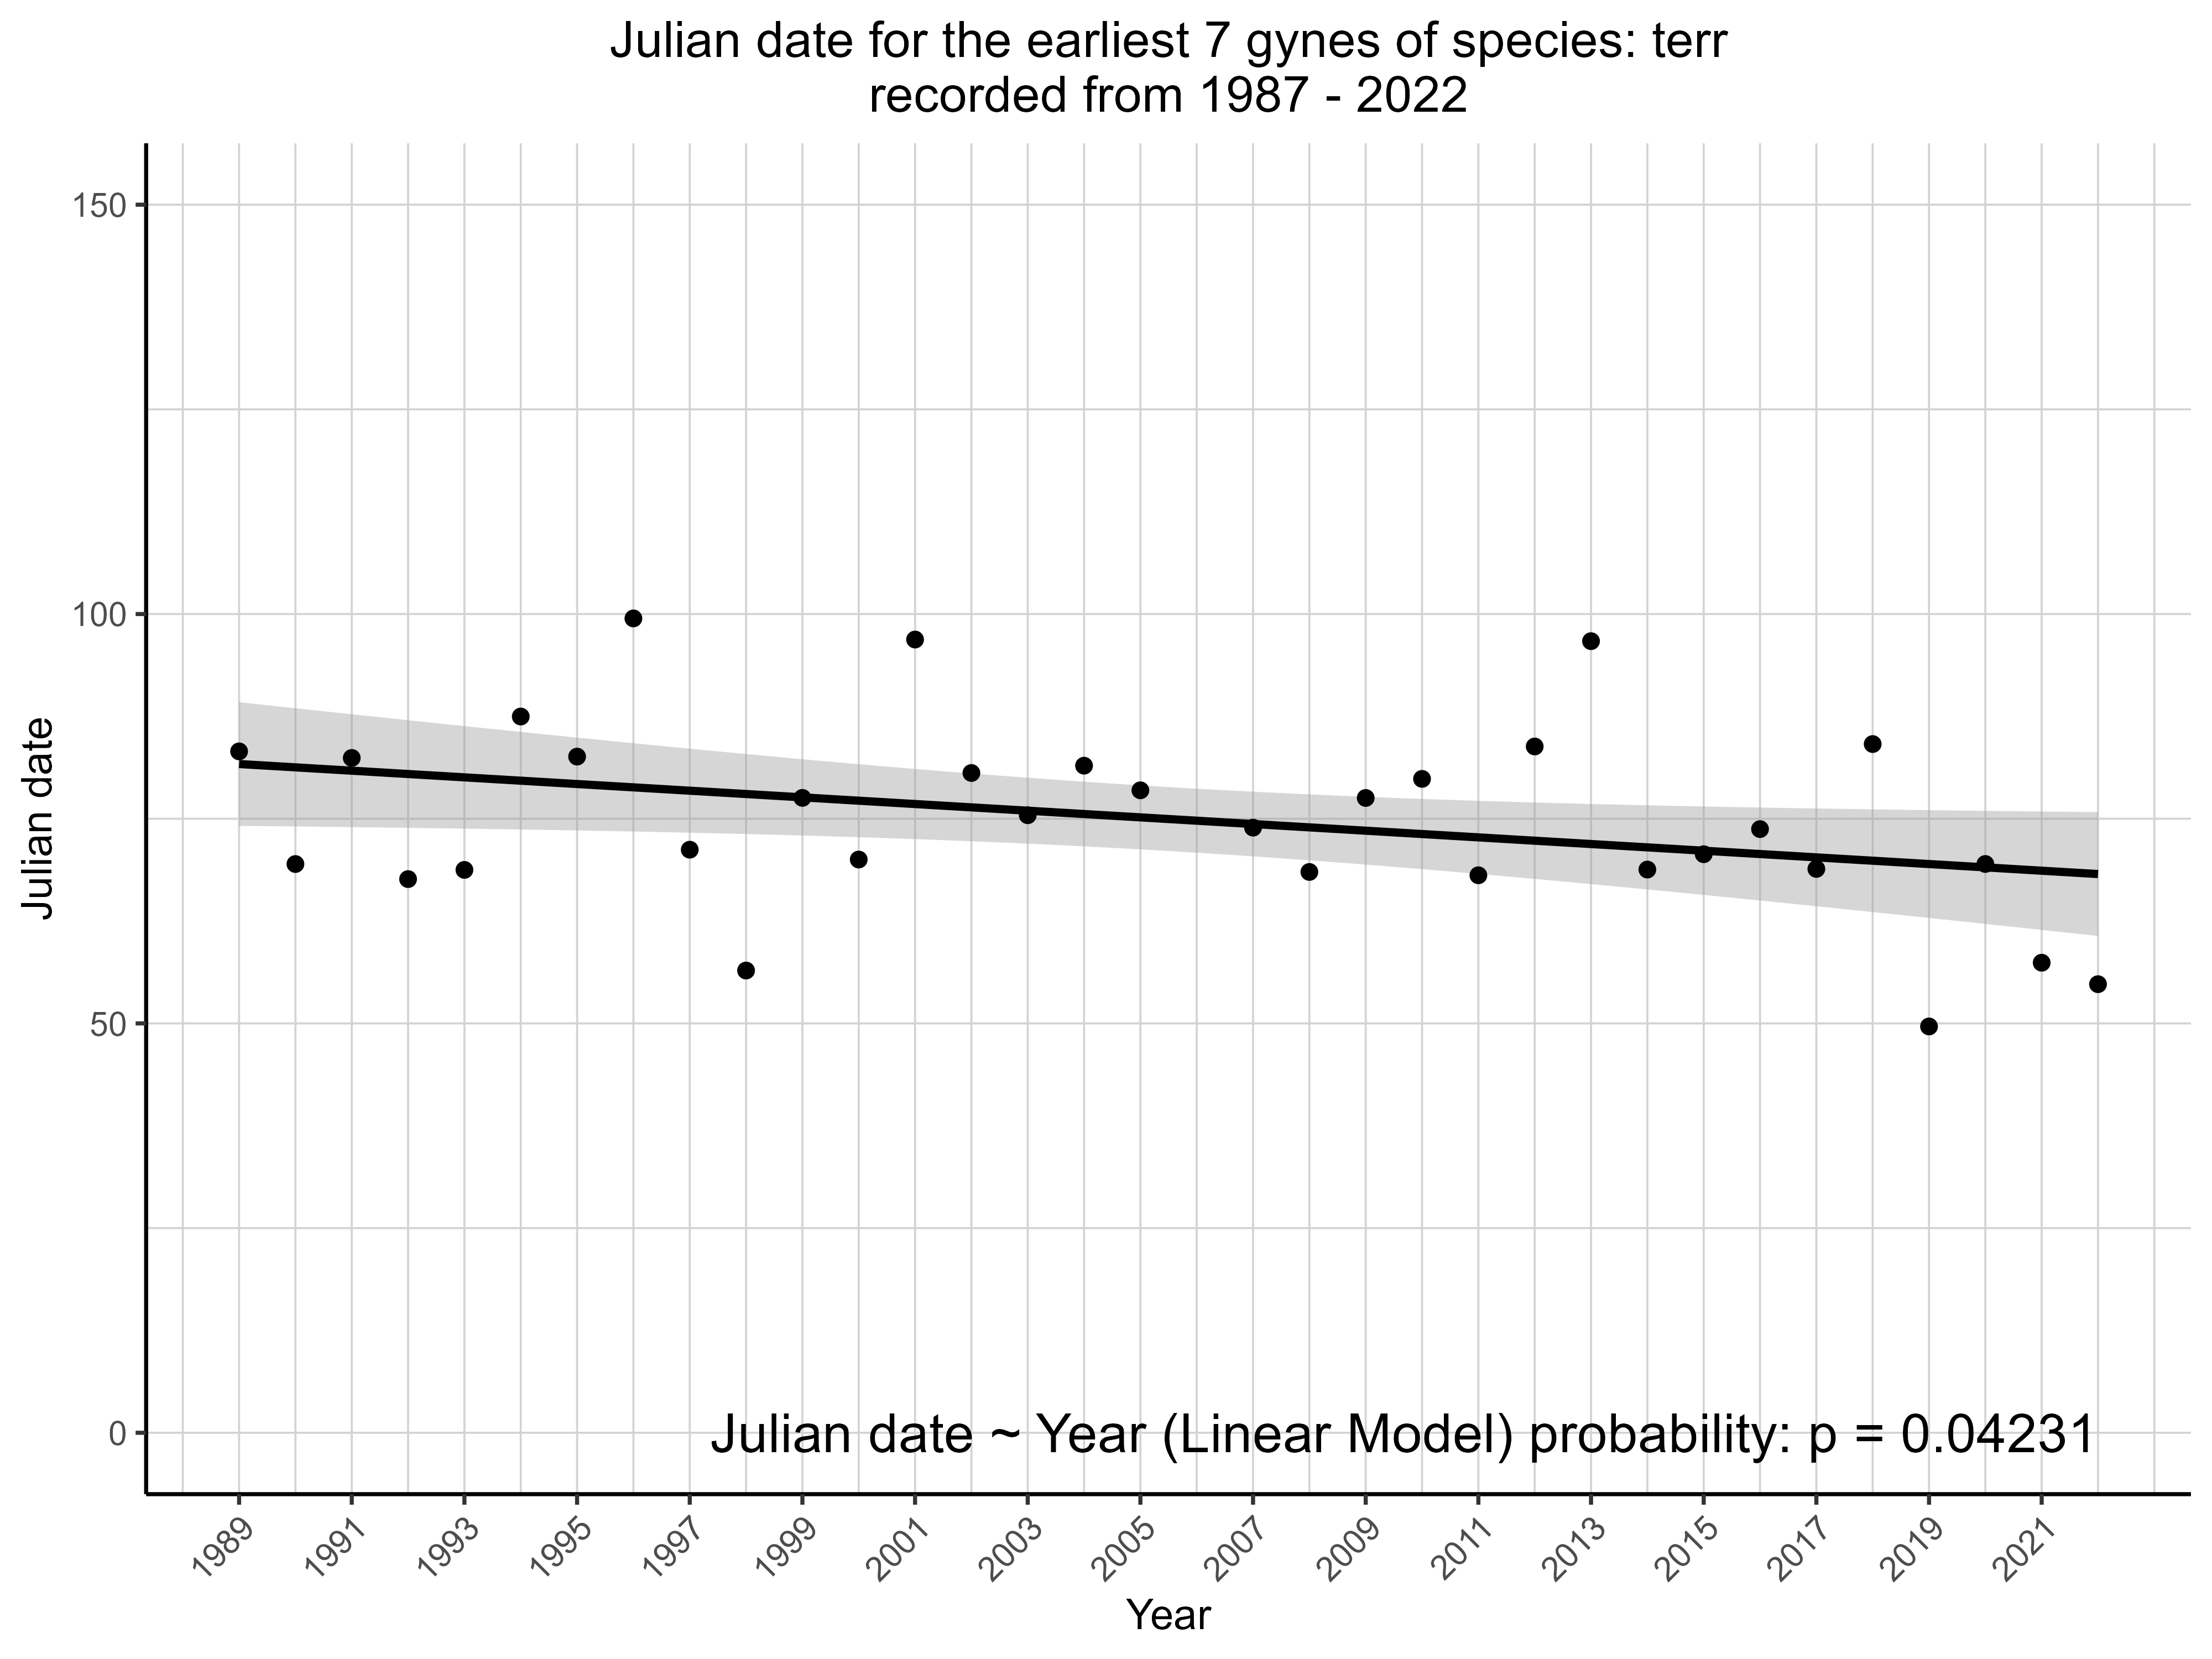 Julian date for the earliest 7 gynes of species: terr
recorded from 1987 - 2022
150
100
50
0
Julian date
Julian date ~ Year (Linear Model) probability: p = 0.04231
1989 1991 1993 1995 1997 1999 2001 2003 2005 2007 2009 2011 2013 2015 2017 2019 2021
Year